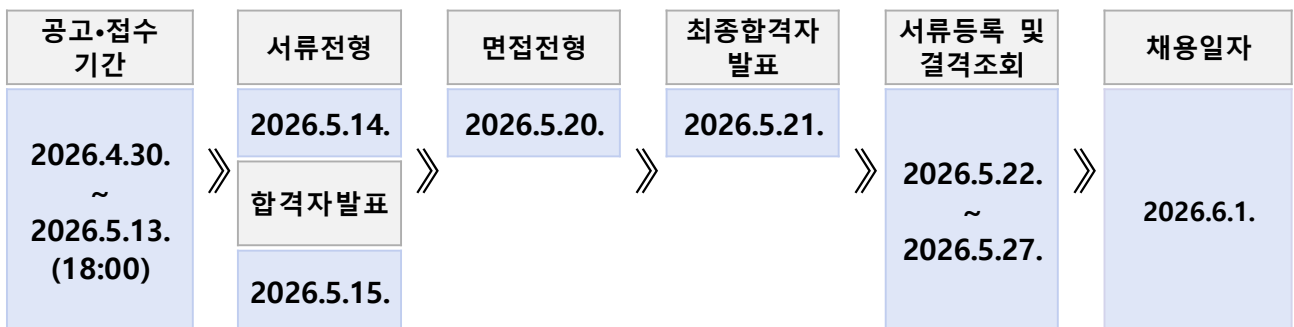 공고•접수
기간
2026.4.30.
~
2026.5.13.
(18:00)
》
서류전형
2026.5.14.
합격자발표
2026.5.15.
》
면접전형
2026.5.20.
》
최종합격자
발표
2026.5.21.
》
서류등록 및
결격조회
2026.5.22.
~
2026.5.27.
》
채용일자
2026.6.1.